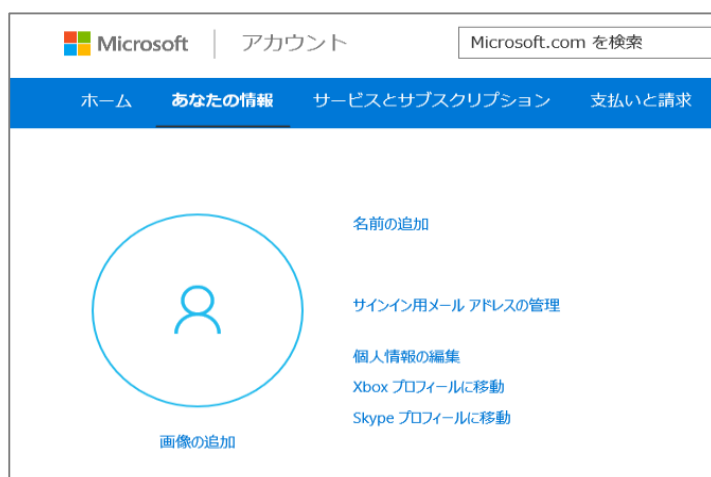 Microsoft アカウント Microsoft.com を検索
ホーム あなたの情報 サービスとサブスクリプション 支払いと請求
名前の追加
サインイン用メール アドレスの管理
個人情報の編集
Xbox プロフィールに移動
Skype プロフィールに移動
画像の追加